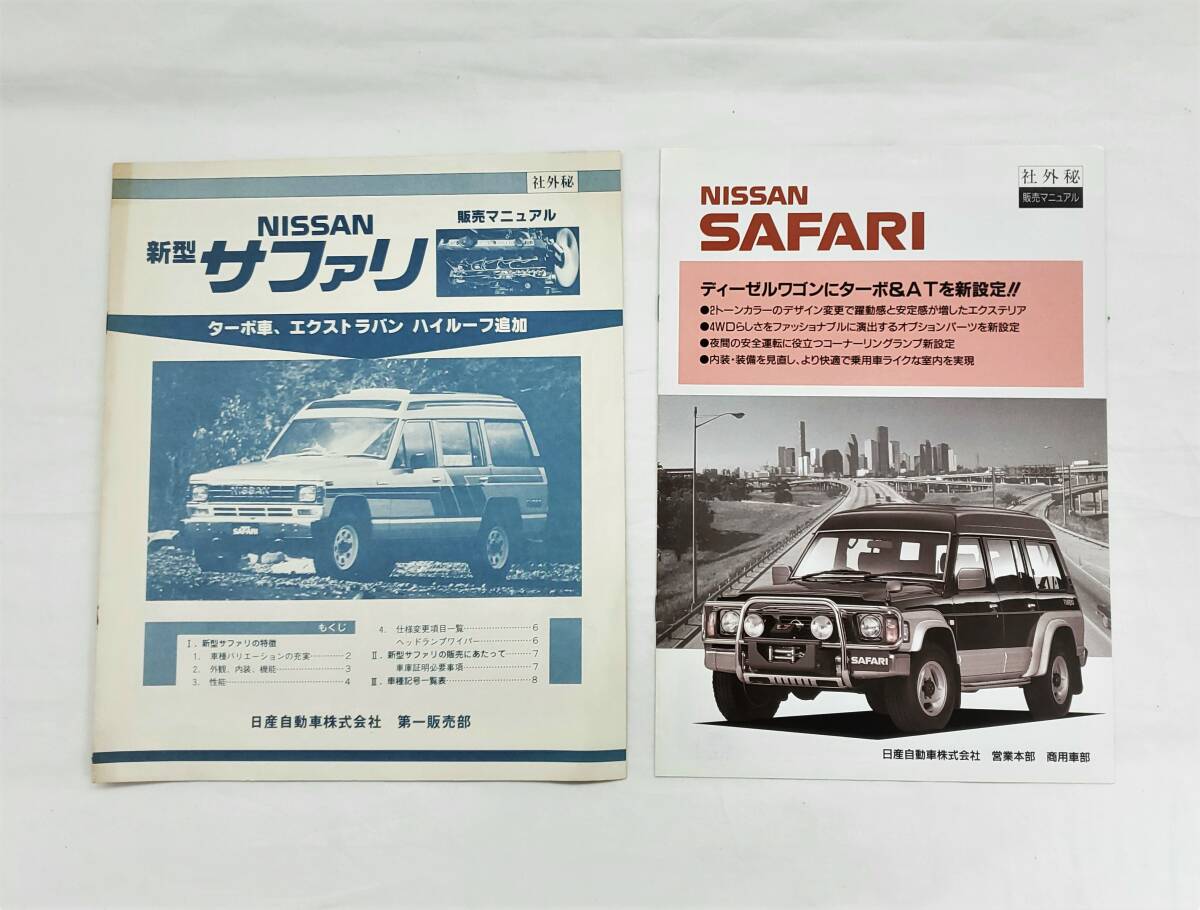 社外秘
NISSAN
販売マニュアル
新型 サファリ
ターボ車、エクストラバン ハイルーフ追加
NISSAN
SAFARI
もくじ
Ⅰ. 新型サファリの特徴
1. 車種バリエーションの充実…………2
2. 外観、内装、機能…………3
3. 性能…………4
4. 仕様変更項目一覧…………6
ヘッドランプワイパー…………6
Ⅱ. 新型サファリの販売にあたって…………7
車庫証明必要事項…………7
Ⅲ. 車種記号一覧表…………8
日産自動車株式会社 第一販売部
社外秘
販売マニュアル
NISSAN
SAFARI
ディーゼルワゴンにターボ&ATを新設定!!
●2トーンカラーのデザイン変更で躍動感と安定感が増したエクステリア
●4WDらしさをファッショナブルに演出するオプションパーツを新設定
●夜間の安全運転に役立つコーナーリングランプ新設定
●内装・装備を見直し、より快適で乗用車ライクな室内を実現
SAFARI
日産自動車株式会社 営業本部 商用車部